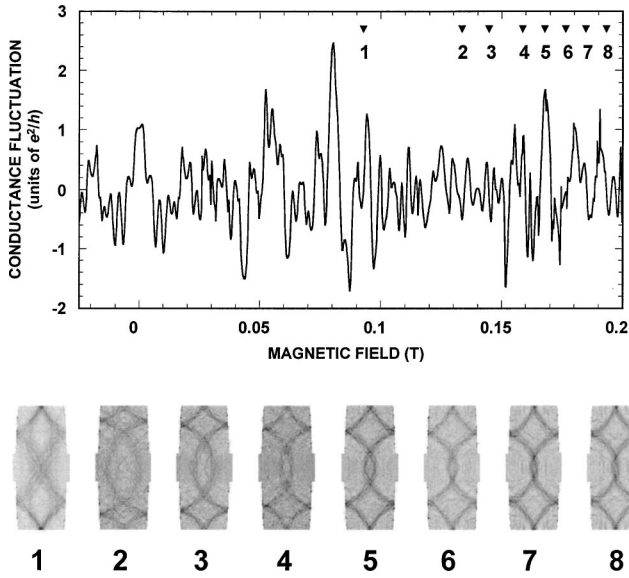 CONDUCTANCE FLUCTUATION
(units of e²/h)
3
2
1
0
-1
-2
1 2 3 4 5 6 7 8
0 0.05 0.1 0.15 0.2
MAGNETIC FIELD (T)
1 2 3 4 5 6 7 8